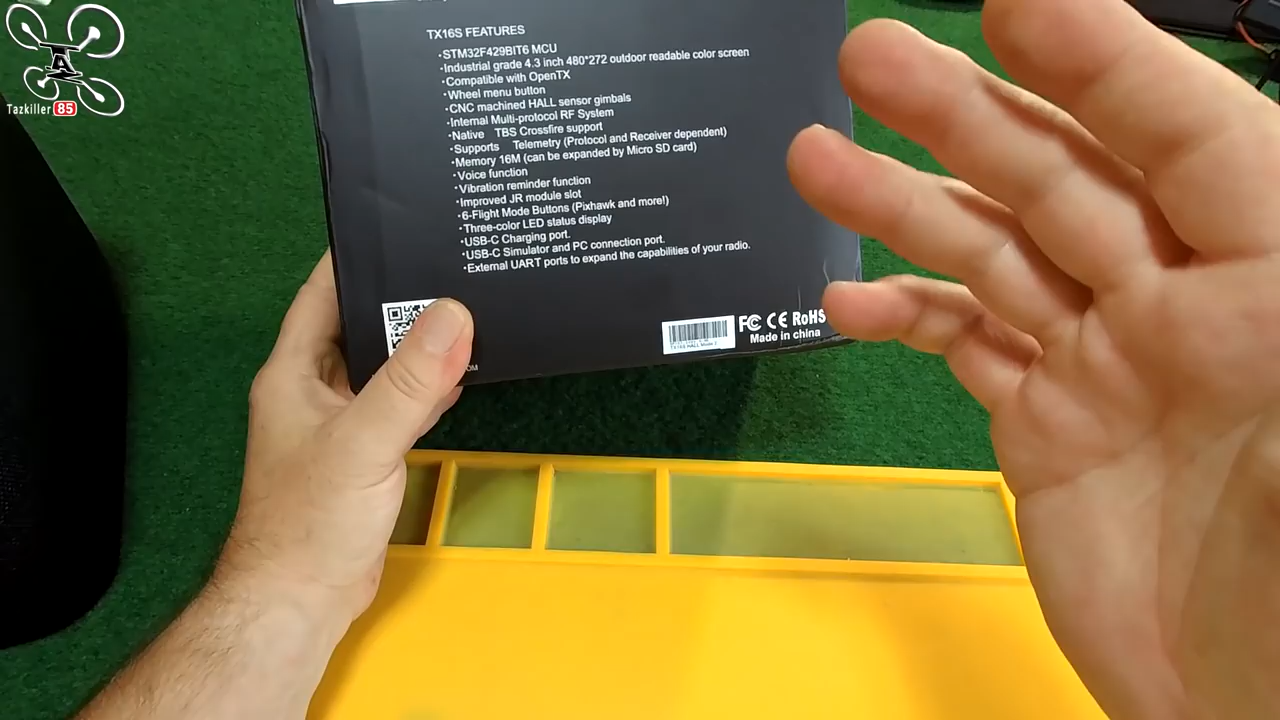 A
Tazkiller 85
TX16S FEATURES
•STM32F429BIT6 MCU
•Industrial grade 4.3 inch 480*272 outdoor readable color screen
•Compatible with OpenTX
•Wheel menu button
•CNC machined HALL sensor gimbals
•Internal Multi-protocol RF System
•Native TBS Crossfire support
•Supports Telemetry (Protocol and Receiver dependent)
•Memory 16M (can be expanded by Micro SD card)
•Voice function
•Vibration reminder function
•Improved JR module slot
•6-Flight Mode Buttons (Pixhawk and more!)
•Three-color LED status display
•USB-C Charging port.
•USB-C Simulator and PC connection port.
•External UART ports to expand the capabilities of your radio.
FC CE RoHS
Made in china
TX16S HALL Mode 2
OM